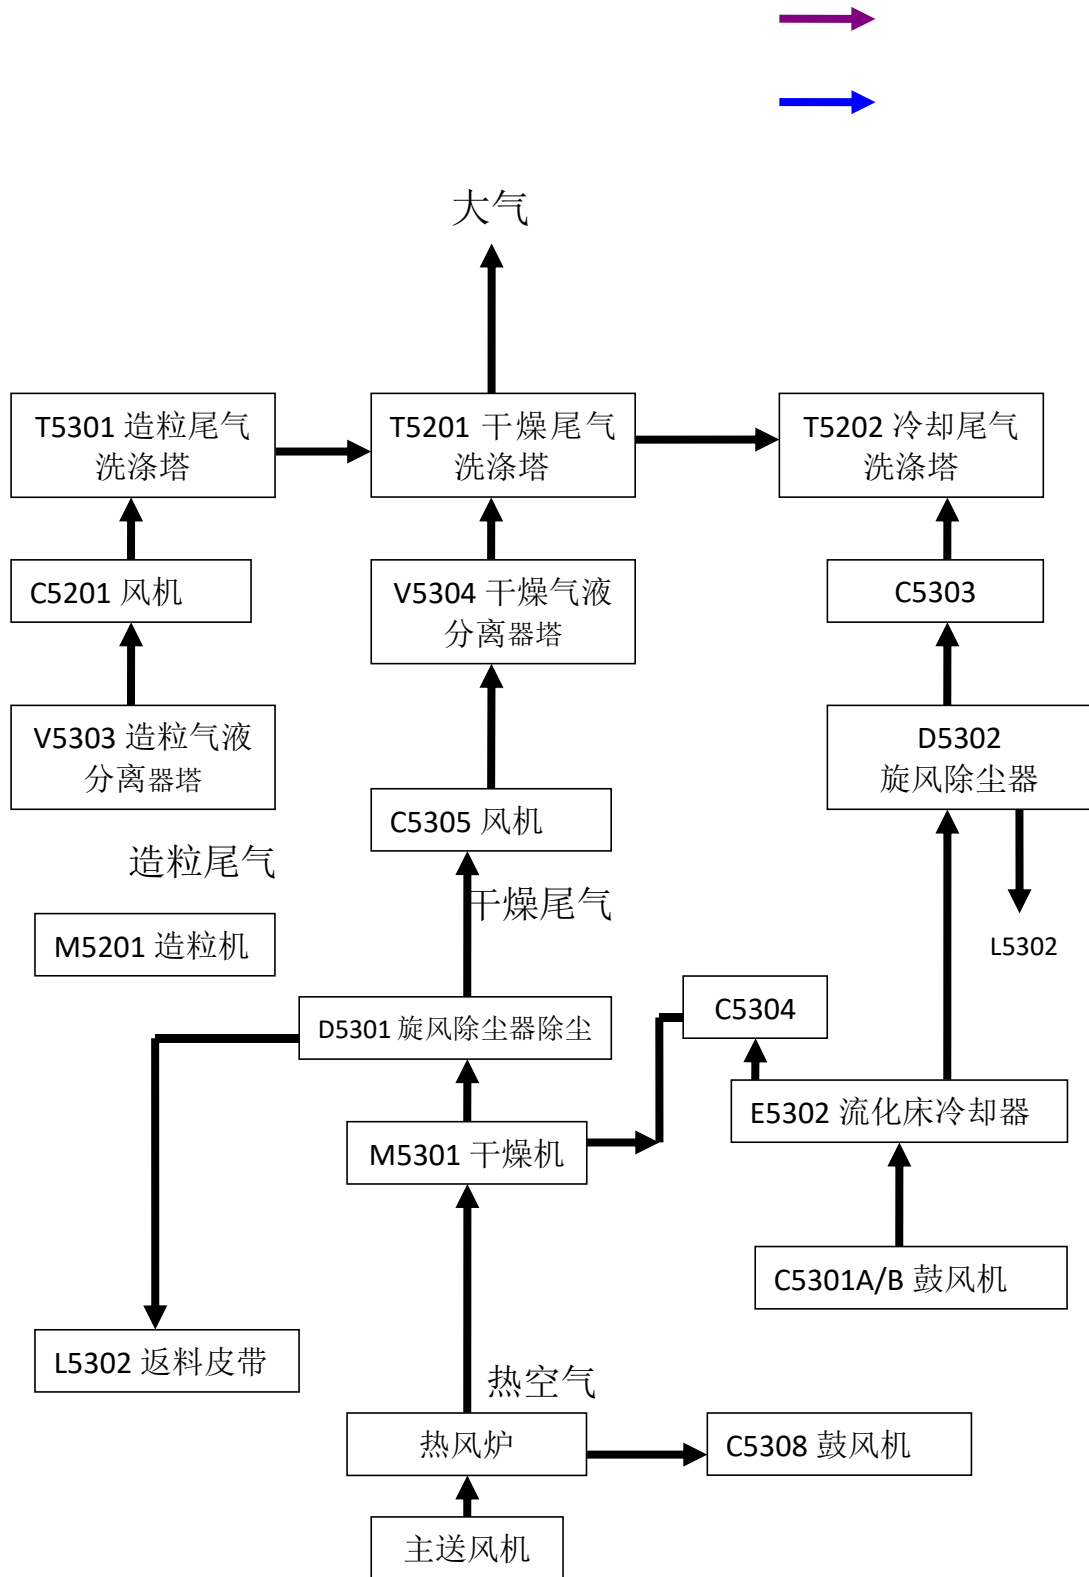 大气
T5301 造粒尾气
洗涤塔
T5201 干燥尾气
洗涤塔
T5202 冷却尾气
洗涤塔
C5201 风机
V5304 干燥气液
分离器塔
C5303
V5303 造粒气液
分离器塔
D5302
旋风除尘器
C5305 风机
造粒尾气
干燥尾气
M5201 造粒机
L5302
D5301 旋风除尘器除尘
C5304
E5302 流化床冷却器
M5301 干燥机
C5301A/B 鼓风机
L5302 返料皮带
热空气
热风炉
C5308 鼓风机
主送风机